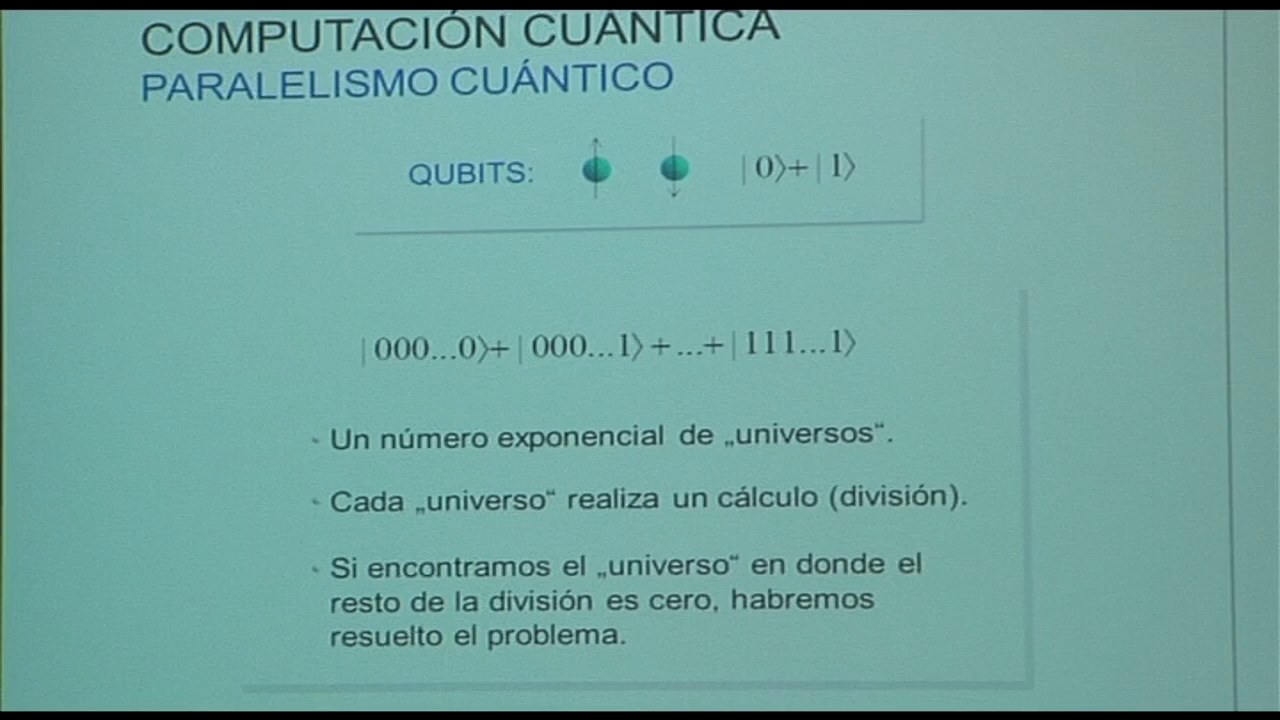 COMPUTACIÓN CUÁNTICA
PARALELISMO CUÁNTICO
QUBITS: | 0⟩+ | 1⟩
| 000...0⟩+ | 000...1⟩ + ...+ | 111...1⟩
· Un número exponencial de „universos“.
· Cada „universo“ realiza un cálculo (división).
· Si encontramos el „universo“ en donde el
resto de la división es cero, habremos
resuelto el problema.